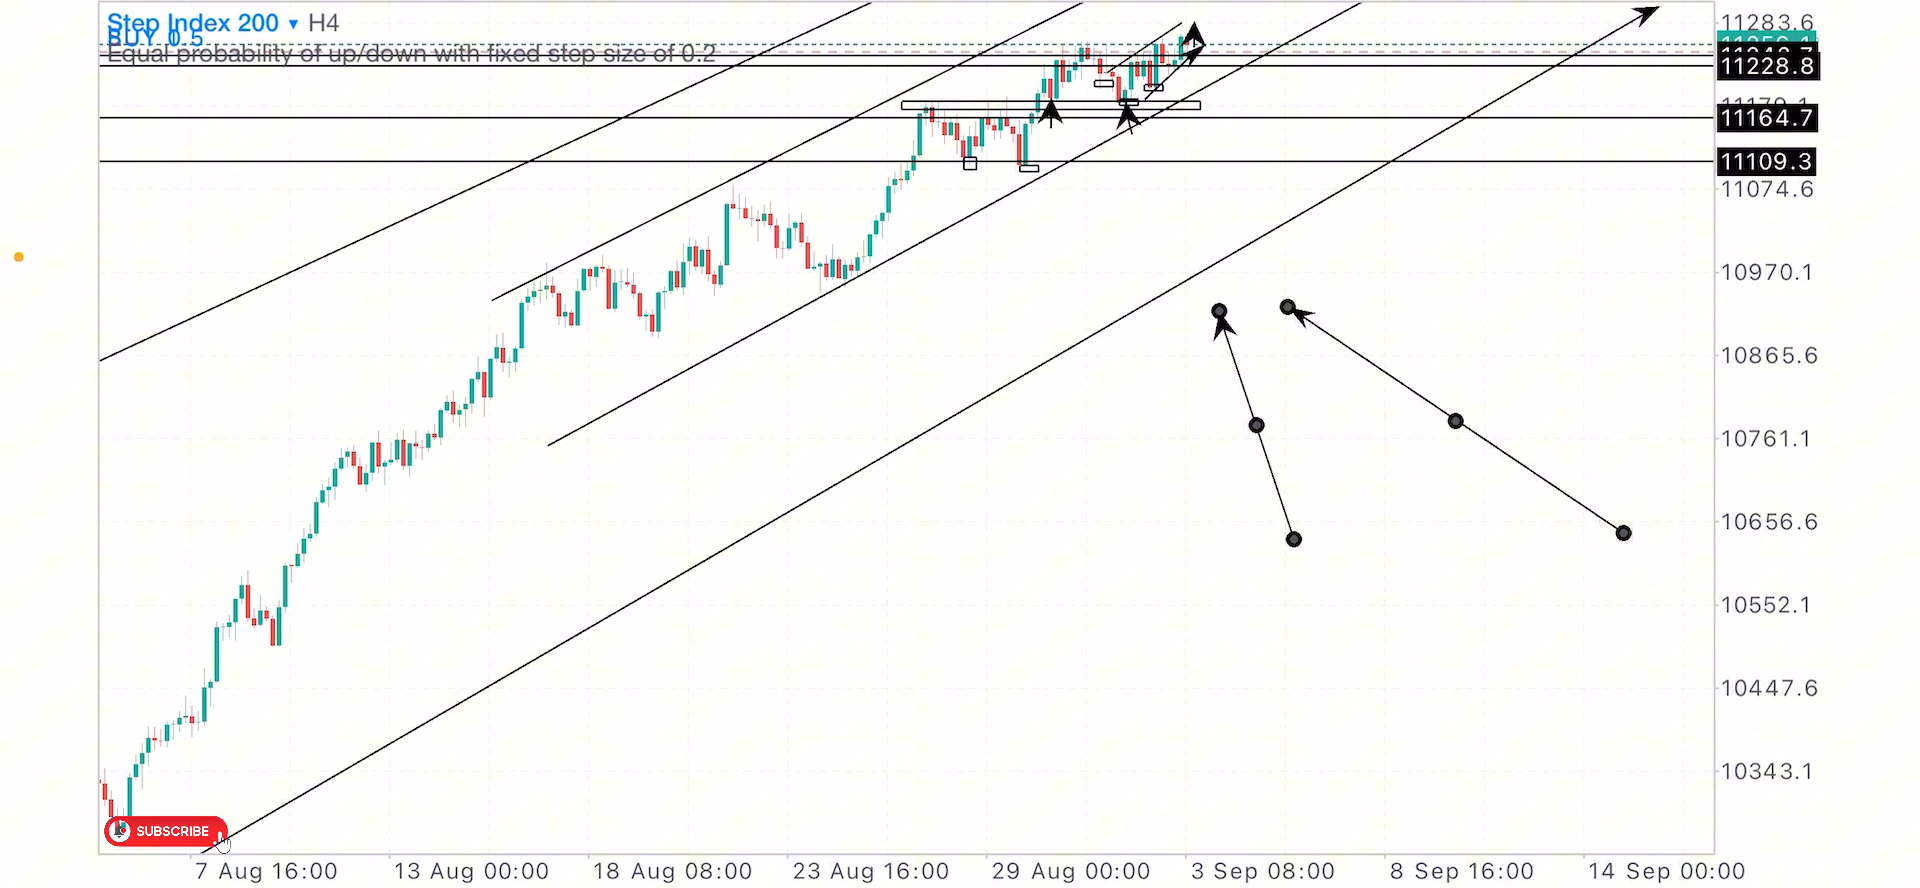 Step Index 200 ▾ H4
BUY 0.5
Equal probability of up/down with fixed step size of 0.2
11283.6
11228.8
11164.7
11109.3
11074.6
10970.1
10865.6
10761.1
10656.6
10552.1
10447.6
10343.1
SUBSCRIBE
7 Aug 16:00
13 Aug 00:00
18 Aug 08:00
23 Aug 16:00
29 Aug 00:00
3 Sep 08:00
8 Sep 16:00
14 Sep 00:00